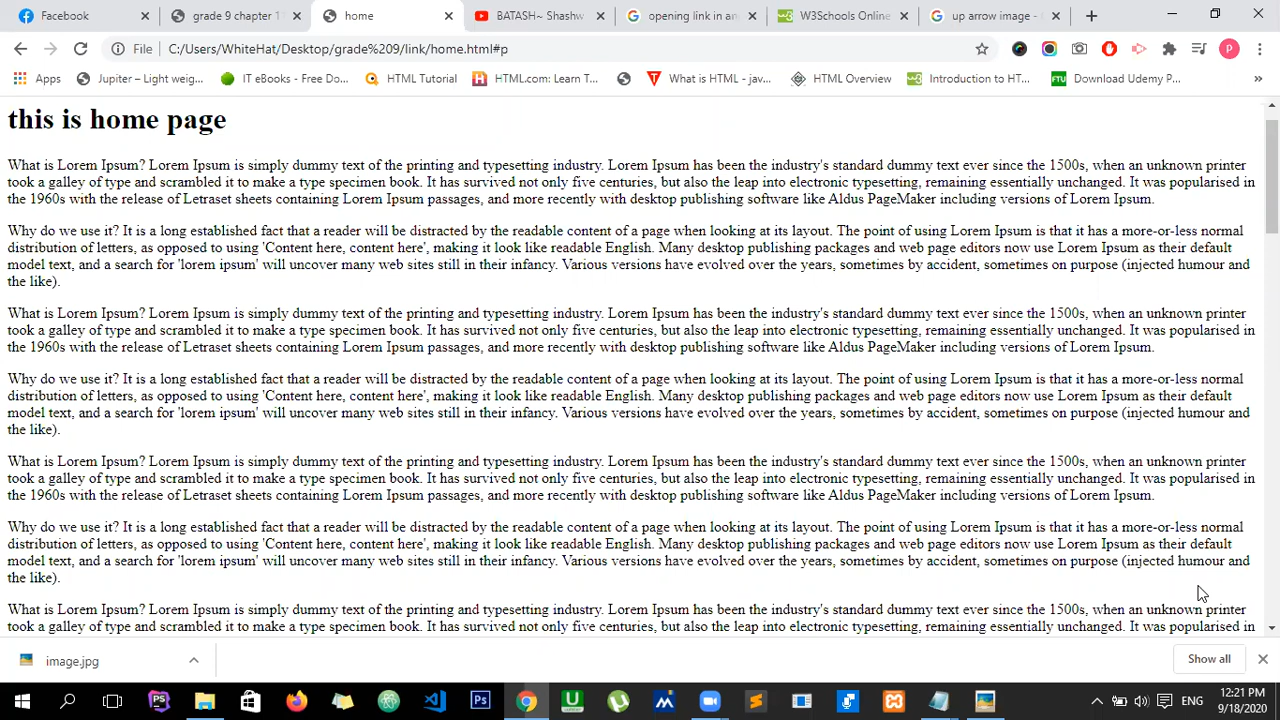 Facebook
grade 9 chapter 1
home
BATASH~ Shashw
opening link in an
W3Schools Online
up arrow image -
File
C:/Users/WhiteHat/Desktop/grade%209/link/home.html#p
P
Apps
Jupiter – Light weig...
IT eBooks - Free Do...
HTML Tutorial
HTML.com: Learn T...
What is HTML - jav...
HTML Overview
Introduction to HT...
FTU
Download Udemy P...
this is home page
What is Lorem Ipsum? Lorem Ipsum is simply dummy text of the printing and typesetting industry. Lorem Ipsum has been the industry's standard dummy text ever since the 1500s, when an unknown printer
took a galley of type and scrambled it to make a type specimen book. It has survived not only five centuries, but also the leap into electronic typesetting, remaining essentially unchanged. It was popularised in
the 1960s with the release of Letraset sheets containing Lorem Ipsum passages, and more recently with desktop publishing software like Aldus PageMaker including versions of Lorem Ipsum.
Why do we use it? It is a long established fact that a reader will be distracted by the readable content of a page when looking at its layout. The point of using Lorem Ipsum is that it has a more-or-less normal
distribution of letters, as opposed to using 'Content here, content here', making it look like readable English. Many desktop publishing packages and web page editors now use Lorem Ipsum as their default
model text, and a search for 'lorem ipsum' will uncover many web sites still in their infancy. Various versions have evolved over the years, sometimes by accident, sometimes on purpose (injected humour and
the like).
What is Lorem Ipsum? Lorem Ipsum is simply dummy text of the printing and typesetting industry. Lorem Ipsum has been the industry's standard dummy text ever since the 1500s, when an unknown printer
took a galley of type and scrambled it to make a type specimen book. It has survived not only five centuries, but also the leap into electronic typesetting, remaining essentially unchanged. It was popularised in
the 1960s with the release of Letraset sheets containing Lorem Ipsum passages, and more recently with desktop publishing software like Aldus PageMaker including versions of Lorem Ipsum.
Why do we use it? It is a long established fact that a reader will be distracted by the readable content of a page when looking at its layout. The point of using Lorem Ipsum is that it has a more-or-less normal
distribution of letters, as opposed to using 'Content here, content here', making it look like readable English. Many desktop publishing packages and web page editors now use Lorem Ipsum as their default
model text, and a search for 'lorem ipsum' will uncover many web sites still in their infancy. Various versions have evolved over the years, sometimes by accident, sometimes on purpose (injected humour and
the like).
What is Lorem Ipsum? Lorem Ipsum is simply dummy text of the printing and typesetting industry. Lorem Ipsum has been the industry's standard dummy text ever since the 1500s, when an unknown printer
took a galley of type and scrambled it to make a type specimen book. It has survived not only five centuries, but also the leap into electronic typesetting, remaining essentially unchanged. It was popularised in
the 1960s with the release of Letraset sheets containing Lorem Ipsum passages, and more recently with desktop publishing software like Aldus PageMaker including versions of Lorem Ipsum.
Why do we use it? It is a long established fact that a reader will be distracted by the readable content of a page when looking at its layout. The point of using Lorem Ipsum is that it has a more-or-less normal
distribution of letters, as opposed to using 'Content here, content here', making it look like readable English. Many desktop publishing packages and web page editors now use Lorem Ipsum as their default
model text, and a search for 'lorem ipsum' will uncover many web sites still in their infancy. Various versions have evolved over the years, sometimes by accident, sometimes on purpose (injected humour and
the like).
What is Lorem Ipsum? Lorem Ipsum is simply dummy text of the printing and typesetting industry. Lorem Ipsum has been the industry's standard dummy text ever since the 1500s, when an unknown printer
took a galley of type and scrambled it to make a type specimen book. It has survived not only five centuries, but also the leap into electronic typesetting, remaining essentially unchanged. It was popularised in
image.jpg
Show all
ENG
12:21 PM
9/18/2020